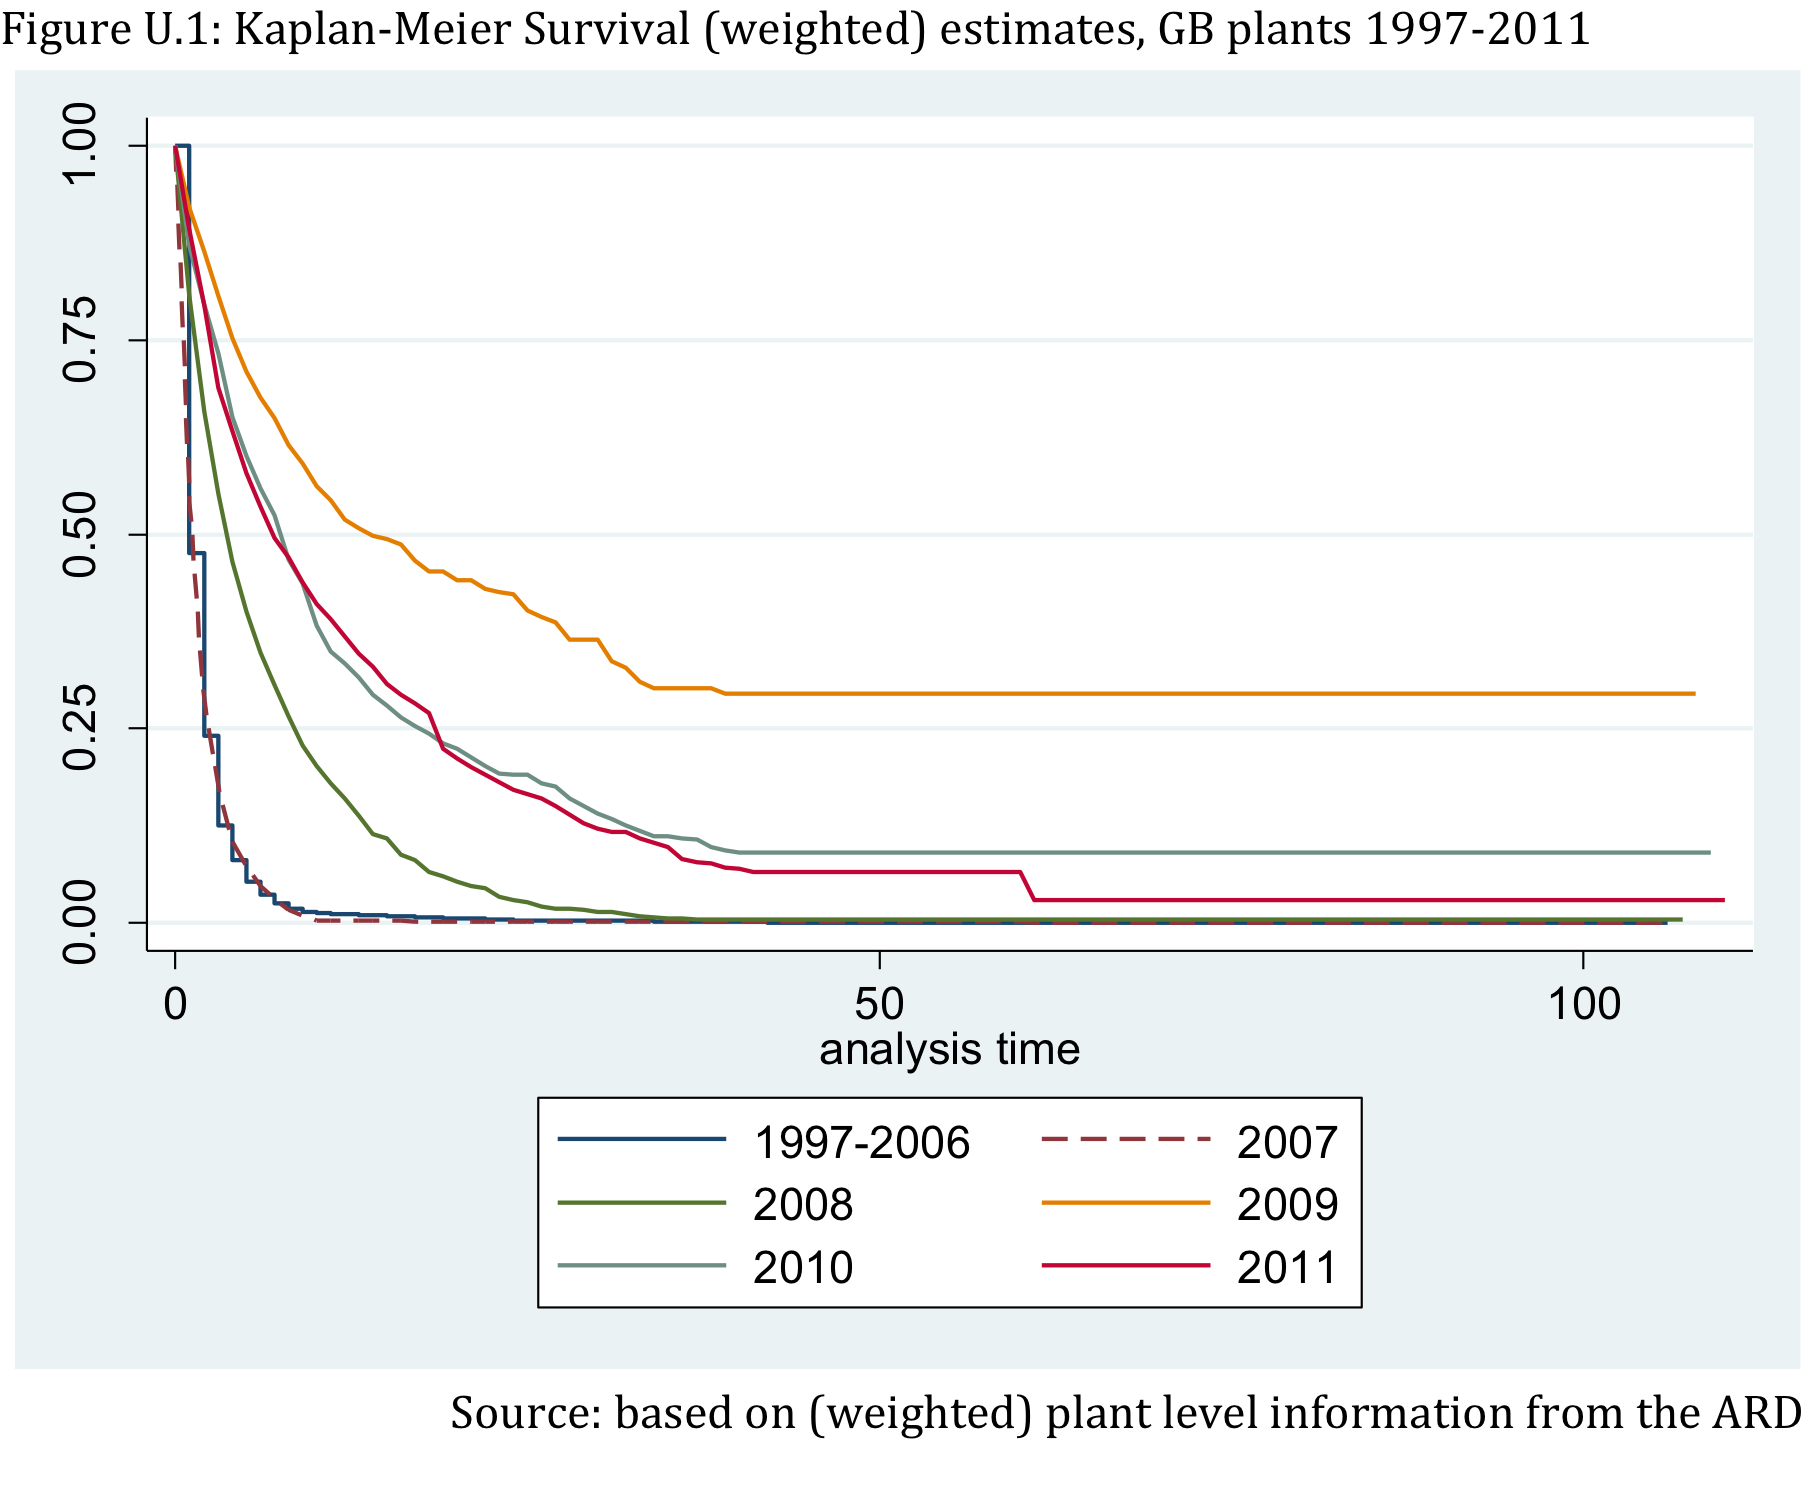 Figure U.1: Kaplan-Meier Survival (weighted) estimates, GB plants 1997-2011
1.00
0.75
0.50
0.25
0.00
0 50 100
analysis time
1997-2006 2007
2008 2009
2010 2011
Source: based on (weighted) plant level information from the ARD